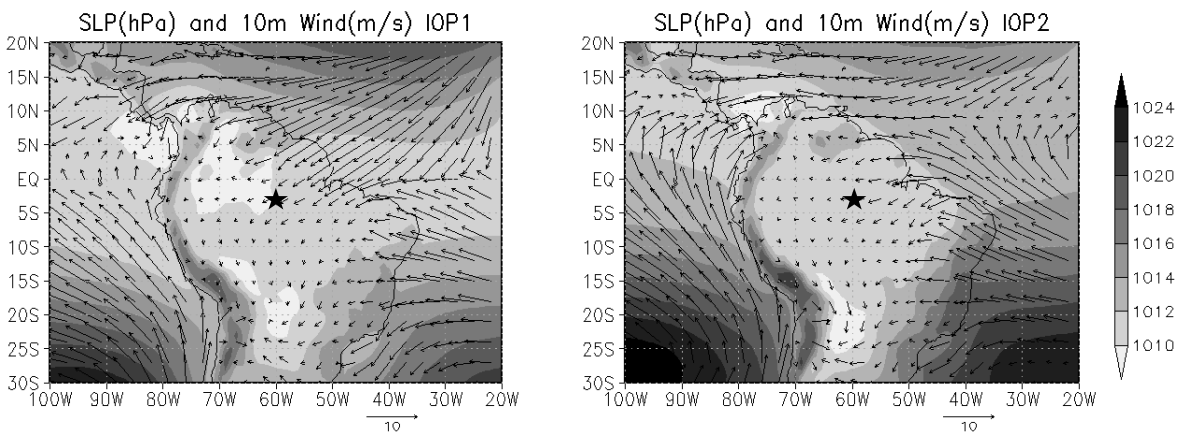 SLP(hPa) and 10m Wind(m/s) IOP1
20N
15N
10N
5N
EQ
5S
10S
15S
20S
25S
30S
100W 90W 80W 70W 60W 50W 40W 30W 20W
10
SLP(hPa) and 10m Wind(m/s) IOP2
20N
15N
10N
5N
EQ
5S
10S
15S
20S
25S
30S
100W 90W 80W 70W 60W 50W 40W 30W 20W
10
1024
1022
1020
1018
1016
1014
1012
1010